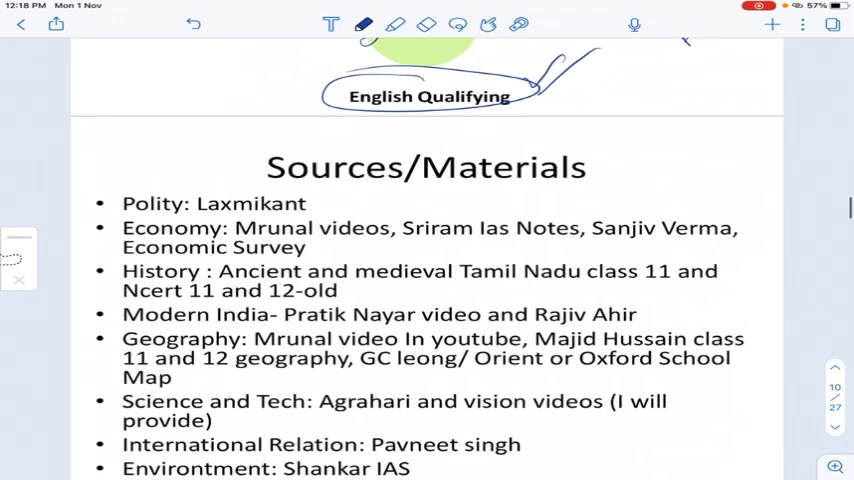 12:18 PM Mon 1 Nov
57%
English Qualifying
Sources/Materials
• Polity: Laxmikant
• Economy: Mrunal videos, Sriram Ias Notes, Sanjiv Verma,
Economic Survey
• History : Ancient and medieval Tamil Nadu class 11 and
Ncert 11 and 12-old
• Modern India- Pratik Nayar video and Rajiv Ahir
• Geography: Mrunal video In youtube, Majid Hussain class
11 and 12 geography, GC leong/ Orient or Oxford School
Map
• Science and Tech: Agrahari and vision videos (I will
provide)
• International Relation: Pavneet singh
• Environtment: Shankar IAS
10
/
27